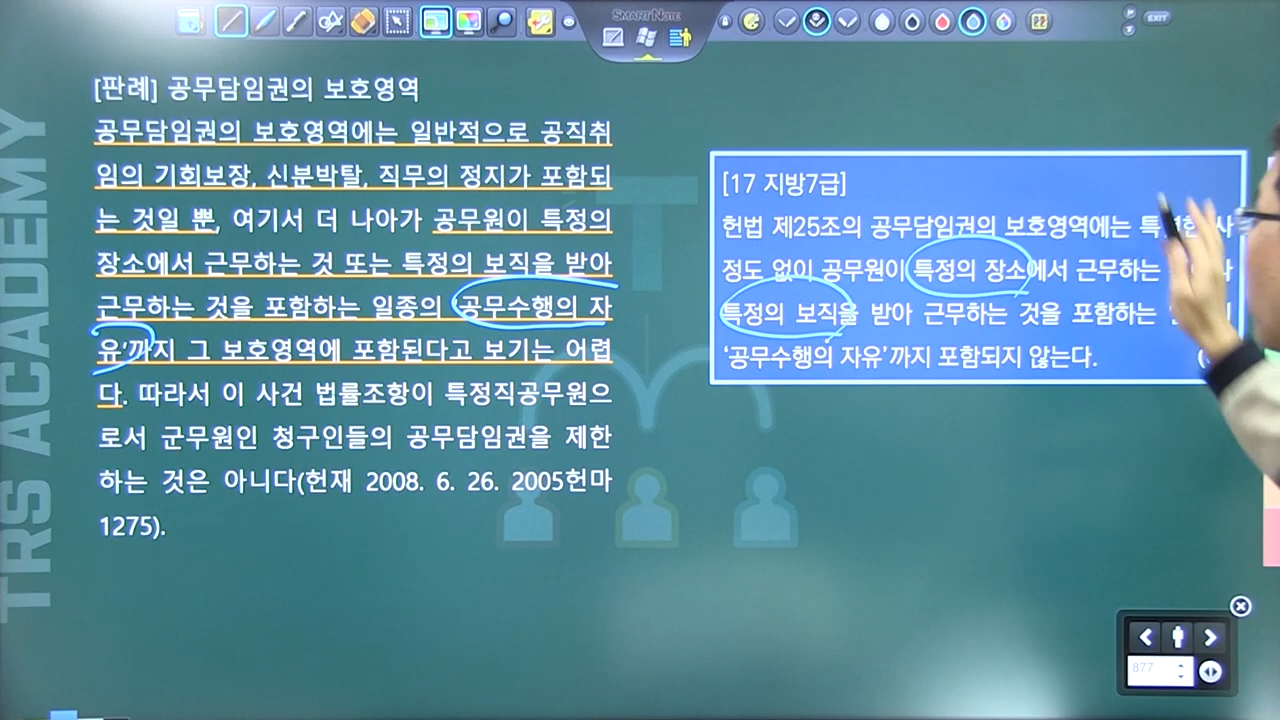 SMARTNOTE
EXIT
[판례] 공무담임권의 보호영역
공무담임권의 보호영역에는 일반적으로 공직취
임의 기회보장, 신분박탈, 직무의 정지가 포함되
는 것일 뿐, 여기서 더 나아가 공무원이 특정의
장소에서 근무하는 것 또는 특정의 보직을 받아
근무하는 것을 포함하는 일종의 ‘공무수행의 자
유’까지 그 보호영역에 포함된다고 보기는 어렵
다. 따라서 이 사건 법률조항이 특정직공무원으
로서 군무원인 청구인들의 공무담임권을 제한
하는 것은 아니다(헌재 2008. 6. 26. 2005헌마
1275).
[17 지방7급]
헌법 제25조의 공무담임권의 보호영역에는
정도 없이 공무원이 특정의 장소에서 근무하는
특정의 보직을 받아 근무하는 것을 포함하는
‘공무수행의 자유’까지 포함되지 않는다.
TRS ACADEMY
877